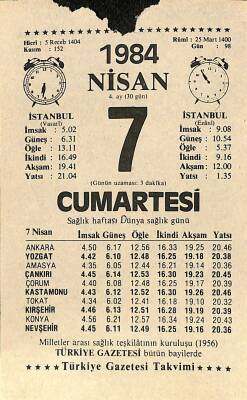 Hicrî : 5 Receb 1404
Kasım : 152
1984
NİSAN
4. ay (30 gün)
Rûmî : 25 Mart 1400
Gün : 98
İSTANBUL
(Vasatî)
İmsak : 5.02
Güneş : 6.31
Öğle : 13.11
İkindi : 16.49
Akşam : 19.41
Yatsı : 21.04
7
(Günün uzaması: 3 dakika)
İSTANBUL
(Ezânî)
İmsak : 9.08
Güneş : 10.54
Öğle : 5.37
İkindi : 9.16
Akşam : 12.00
Yatsı : 1.35
CUMARTESİ
Sağlık haftası Dünya sağlık günü
7 Nisan İmsak Güneş Öğle İkindi Akşam Yatsı
ANKARA 4.50 6.17 12.56 16.33 19.25 20.46
YOZGAT 4.42 6.10 12.48 16.25 19.18 20.38
AMASYA 4.35 6.05 12.44 16.22 19.14 20.36
ÇANKIRI 4.45 6.14 12.53 16.30 19.23 20.45
ÇORUM 4.40 6.08 12.48 16.25 19.17 20.39
KASTAMONU 4.43 6.12 12.52 16.30 19.26 20.46
TOKAT 4.34 6.02 12.41 16.18 19.10 20.32
KIRŞEHİR 4.46 6.13 12.51 16.28 19.20 20.39
KONYA 4.56 6.21 12.57 16.34 19.24 20.43
NEVŞEHİR 4.45 6.11 12.49 16.25 19.16 20.36
Milletler arası sağlık teşkilâtının kuruluşu (1956)
TÜRKİYE GAZETESİ bütün bayilerde
★★★★ Türkiye Gazetesi Takvimi ★★★★